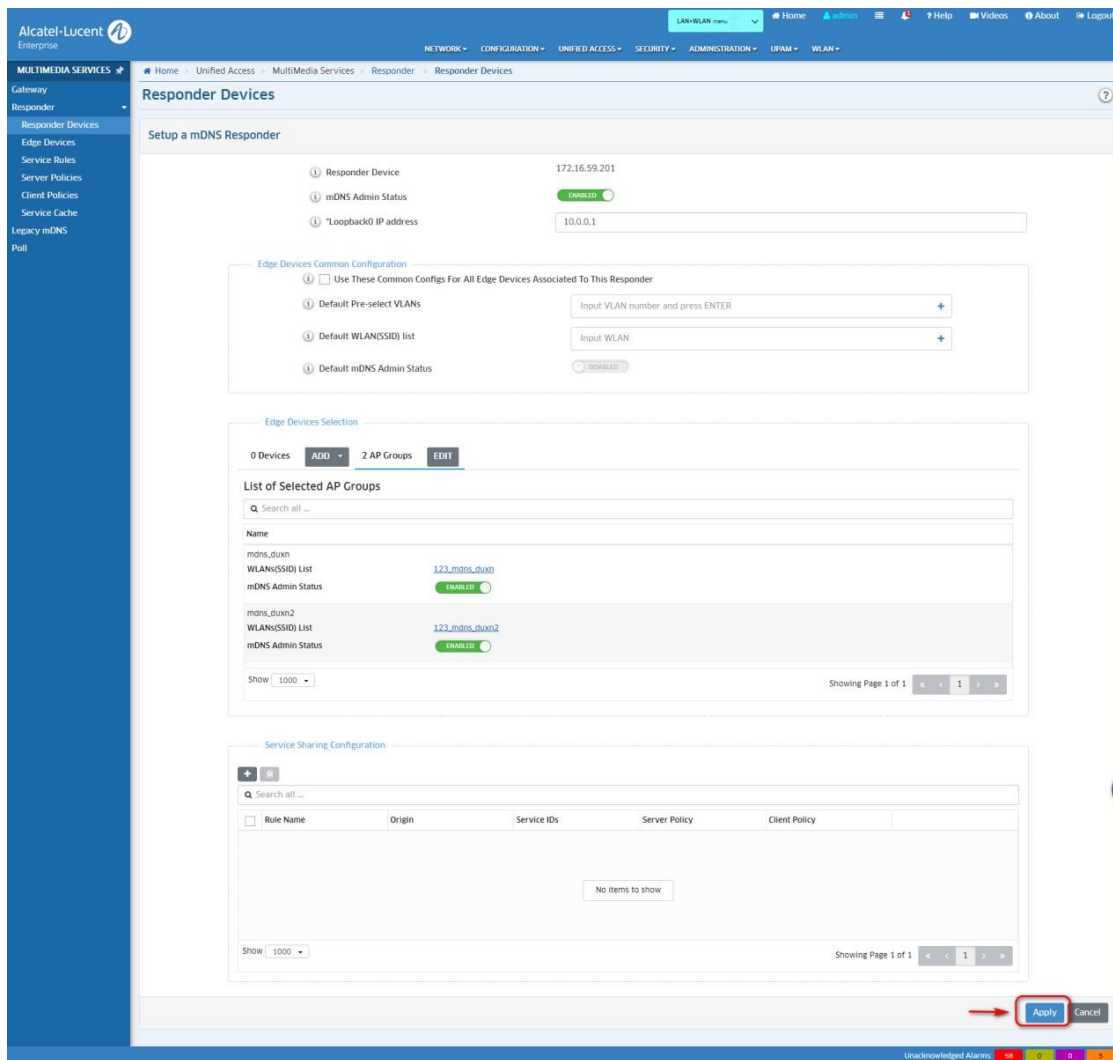 LAN+WLAN menu Home admin ? Help Videos About Logout
Alcatel·Lucent
Enterprise
NETWORK CONFIGURATION UNIFIED ACCESS SECURITY ADMINISTRATION UPAM WLAN
MULTIMEDIA SERVICES
Home > Unified Access > MultiMedia Services > Responder > Responder Devices
Gateway
Responder
Responder Devices
Edge Devices
Service Rules
Server Policies
Client Policies
Service Cache
Legacy mDNS
Poll
Responder Devices
?
Setup a mDNS Responder
Responder Device 172.16.59.201
mDNS Admin Status ENABLED
*Loopback0 IP address 10.0.0.1
Edge Devices Common Configuration
Use These Common Configs For All Edge Devices Associated To This Responder
Default Pre-select VLANs Input VLAN number and press ENTER +
Default WLAN(SSID) list Input WLAN +
Default mDNS Admin Status DISABLED
Edge Devices Selection
0 Devices ADD 2 AP Groups EDIT
List of Selected AP Groups
Search all ...
Name
mdns_duxn
WLANs(SSID) List 123_mdns_duxn
mDNS Admin Status ENABLED
mdns_duxn2
WLANs(SSID) List 123_mdns_duxn2
mDNS Admin Status ENABLED
Show 1000 Showing Page 1 of 1 « < 1 > »
Service Sharing Configuration
+
Search all ...
Rule Name Origin Service IDs Server Policy Client Policy
No items to show
Show 1000 Showing Page 1 of 1 « < 1 > »
Apply Cancel
Unacknowledged Alarms: 58 0 0 5